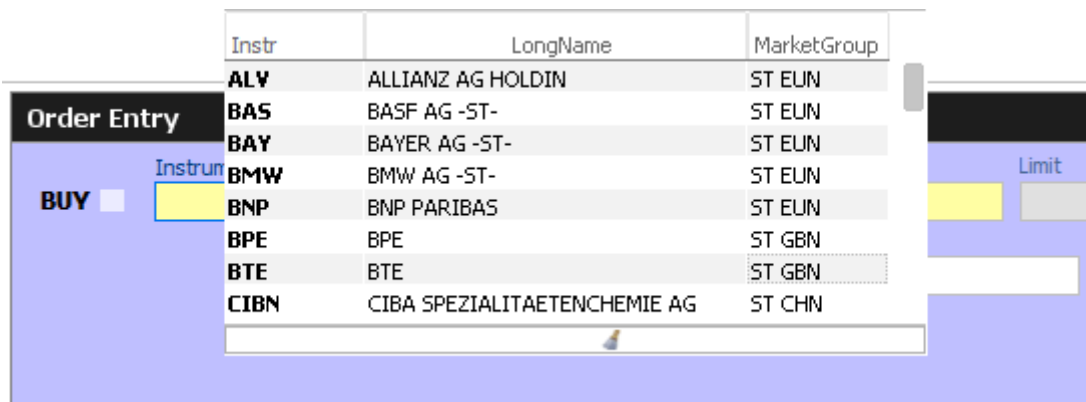 Instr LongName MarketGroup
ALV ALLIANZ AG HOLDIN ST EUN
Order Entry
BAS BASF AG -ST- ST EUN
BAY BAYER AG -ST- ST EUN
Limit
BMW BMW AG -ST- ST EUN
BUY
BNP BNP PARIBAS ST EUN
BPE BPE ST GBN
BTE BTE ST GBN
CIBN CIBA SPEZIALITAETENCHEMIE AG ST CHN